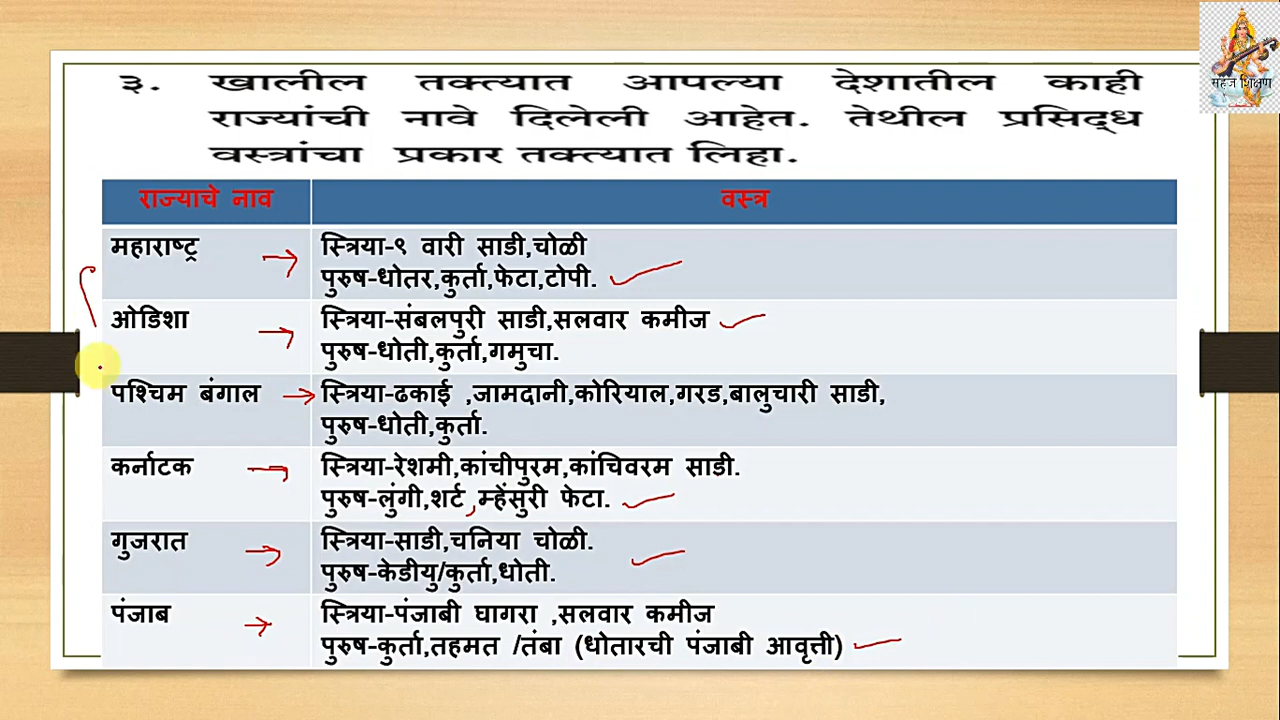 सहज शिक्षण
३. खालील तक्त्यात आपल्या देशातील काही
राज्यांची नावे दिलेली आहेत. तेथील प्रसिद्ध
वस्त्रांचा प्रकार तक्त्यात लिहा.
राज्याचे नाव वस्त्र
महाराष्ट्र स्त्रिया-९ वारी साडी,चोळी
पुरुष-धोतर,कुर्ता,फेटा,टोपी.
ओडिशा स्त्रिया-संबलपुरी साडी,सलवार कमीज
पुरुष-धोती,कुर्ता,गमुचा.
पश्चिम बंगाल स्त्रिया-ढकाई ,जामदानी,कोरियाल,गरड,बालुचारी साडी,
पुरुष-धोती,कुर्ता.
कर्नाटक स्त्रिया-रेशमी,कांचीपुरम,कांचिवरम साडी.
पुरुष-लुंगी,शर्ट ,म्हेंसुरी फेटा.
गुजरात स्त्रिया-साडी,चनिया चोळी.
पुरुष-केडीयु/कुर्ता,धोती.
पंजाब स्त्रिया-पंजाबी घागरा ,सलवार कमीज
पुरुष-कुर्ता,तहमत /तंबा (धोतारची पंजाबी आवृत्ती)